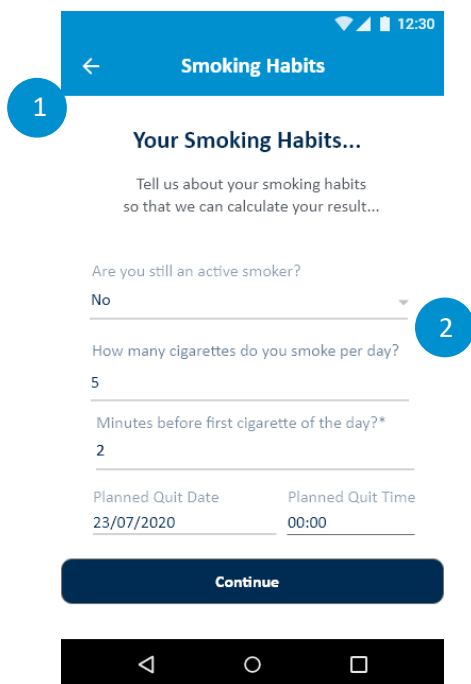 12:30
Smoking Habits
1
Your Smoking Habits...
Tell us about your smoking habits
so that we can calculate your result...
Are you still an active smoker?
No
2
How many cigarettes do you smoke per day?
5
Minutes before first cigarette of the day?*
2
Planned Quit Date Planned Quit Time
23/07/2020 00:00
Continue